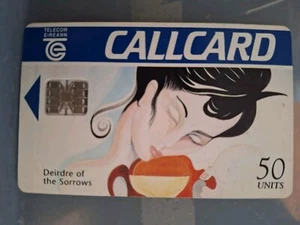 TELECOM
EIREANN
CALLCARD
Deirdre of
the Sorrows
50
UNITS